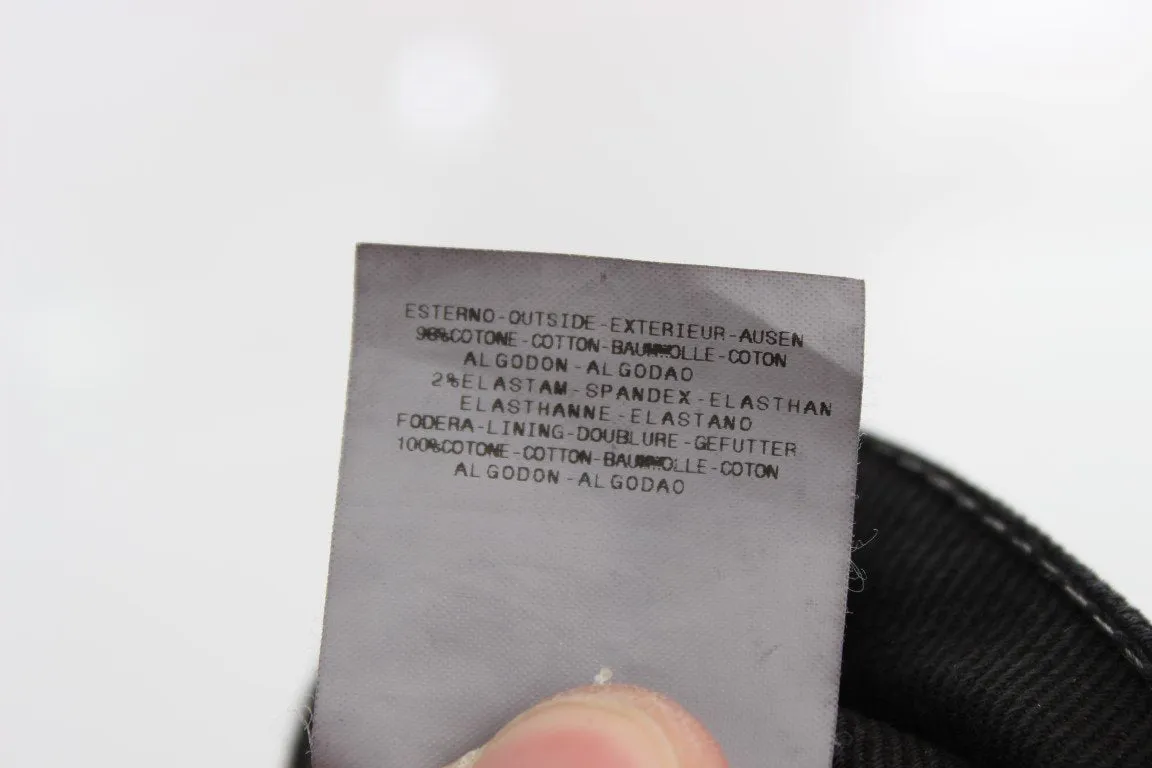 ESTERNO-OUTSIDE-EXTERIEUR-AUSEN
98%COTONE-COTTON-BAUMWOLLE-COTON
ALGODON-ALGODAO
2%ELASTAM-SPANDEX-ELASTHAN
ELASTHANNE-ELASTANO
FODERA-LINING-DOUBLURE-GEFUTTER
100%COTONE-COTTON-BAUMWOLLE-COTON
ALGODON-ALGODAO